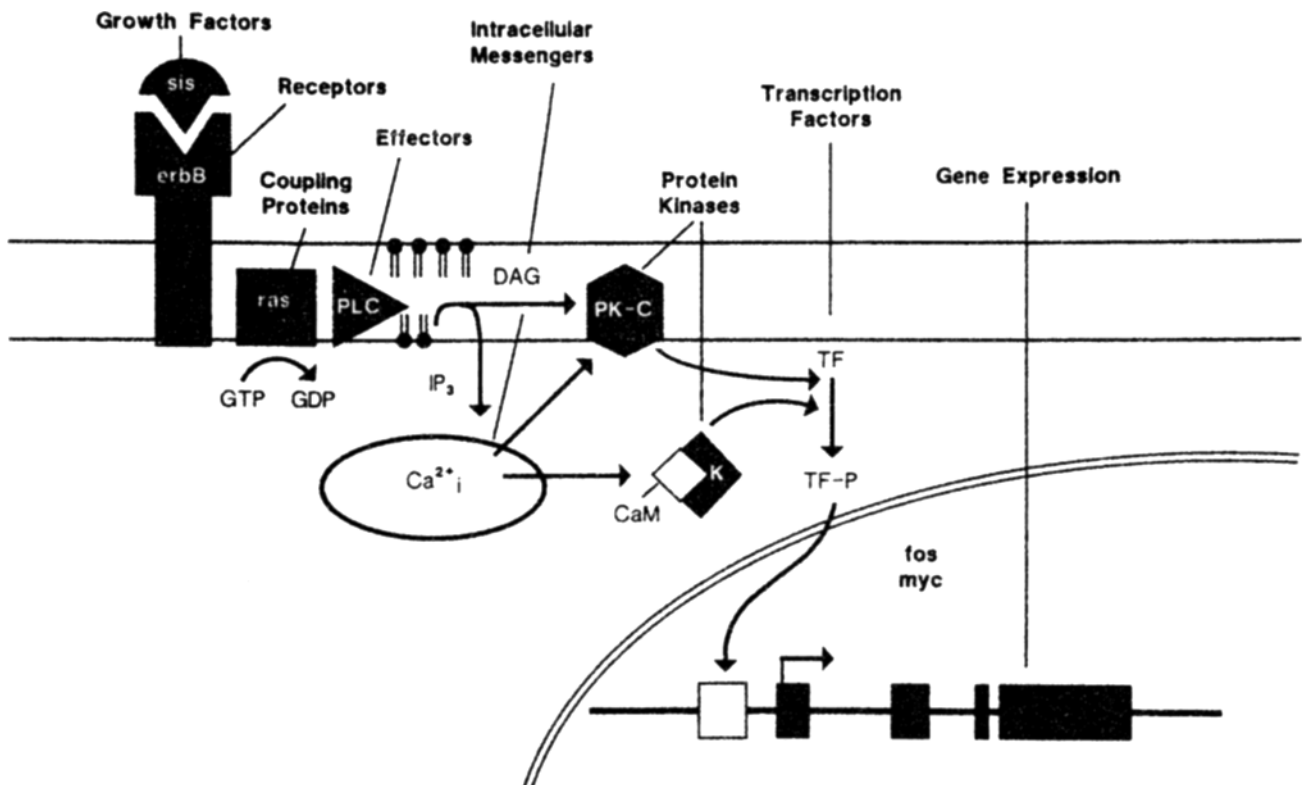 Growth Factors
sis
Receptors
erbB
Intracellular
Messengers
Effectors
Coupling
Proteins
Transcription
Factors
Protein
Kinases
Gene Expression
ras
PLC
DAG
PK-C
GTP
GDP
IP₃
TF
Ca²⁺i
K
CaM
TF-P
fos
myc